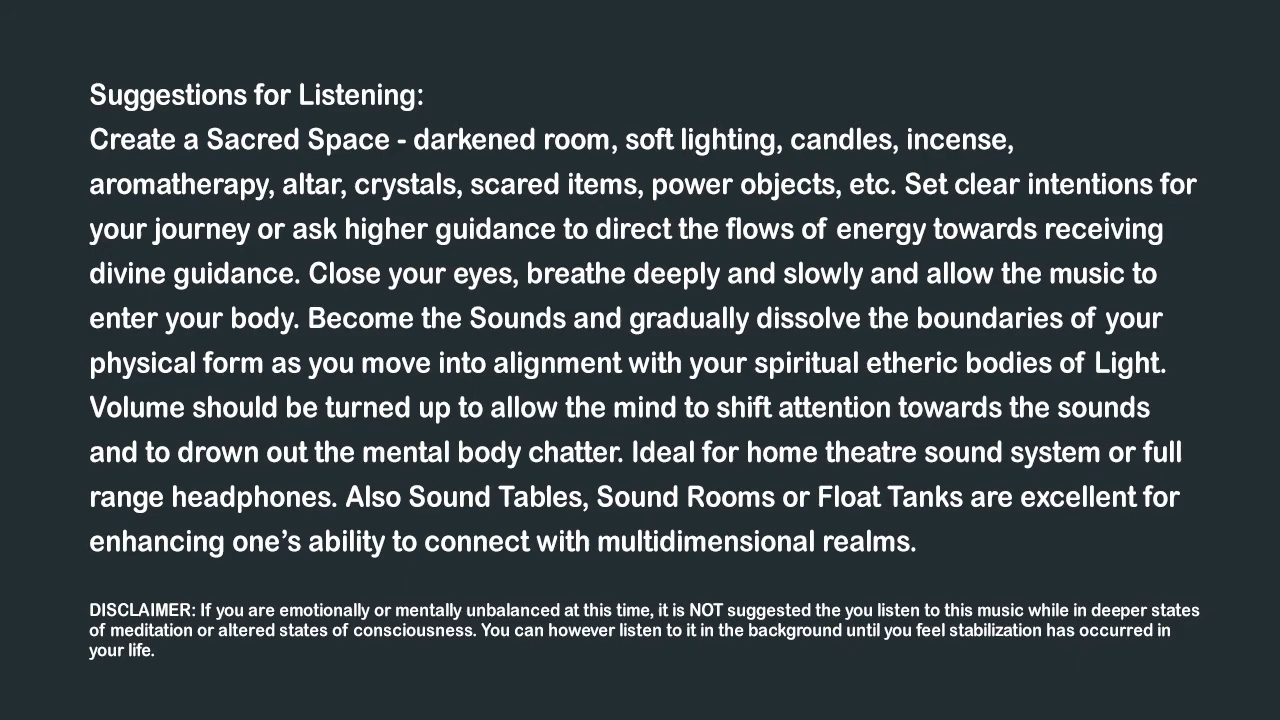 Suggestions for Listening:
Create a Sacred Space - darkened room, soft lighting, candles, incense,
aromatherapy, altar, crystals, scared items, power objects, etc. Set clear intentions for
your journey or ask higher guidance to direct the flows of energy towards receiving
divine guidance. Close your eyes, breathe deeply and slowly and allow the music to
enter your body. Become the Sounds and gradually dissolve the boundaries of your
physical form as you move into alignment with your spiritual etheric bodies of Light.
Volume should be turned up to allow the mind to shift attention towards the sounds
and to drown out the mental body chatter. Ideal for home theatre sound system or full
range headphones. Also Sound Tables, Sound Rooms or Float Tanks are excellent for
enhancing one’s ability to connect with multidimensional realms.
DISCLAIMER: If you are emotionally or mentally unbalanced at this time, it is NOT suggested the you listen to this music while in deeper states
of meditation or altered states of consciousness. You can however listen to it in the background until you feel stabilization has occurred in
your life.